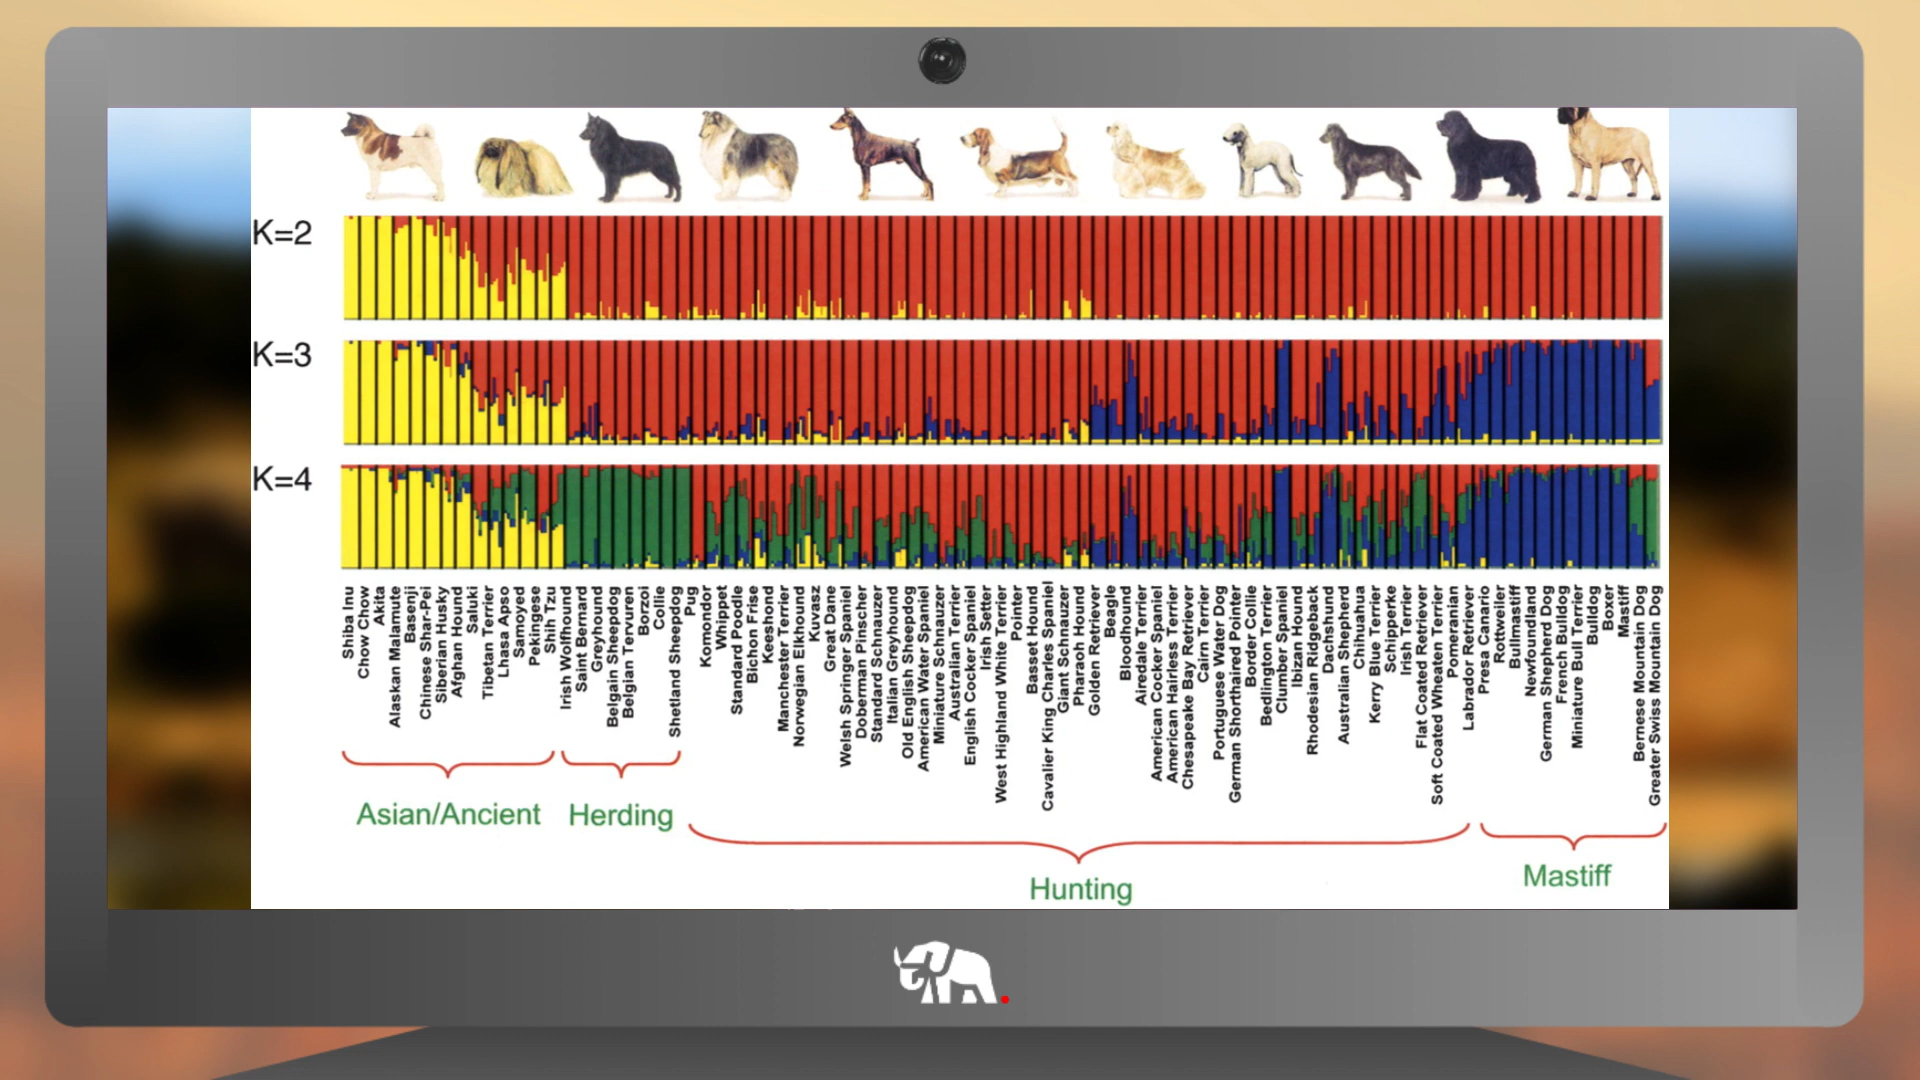 K=2
K=3
K=4
Shiba Inu
Chow Chow
Akita
Alaskan Malamute
Basenji
Chinese Shar-Pei
Siberian Husky
Afghan Hound
Saluki
Tibetan Terrier
Lhasa Apso
Samoyed
Pekingese
Shih Tzu
Irish Wolfhound
Saint Bernard
Greyhound
Belgain Sheepdog
Belgian Tervuren
Borzoi
Collie
Shetland Sheepdog
Pug
Komondor
Whippet
Standard Poodle
Bichon Frise
Keeshond
Manchester Terrier
Norwegian Elkhound
Kuvasz
Great Dane
Welsh Springer Spaniel
Doberman Pinscher
Standard Schnauzer
Italian Greyhound
Old English Sheepdog
American Water Spaniel
Miniature Schnauzer
Australian Terrier
English Cocker Spaniel
Irish Setter
West Highland White Terrier
Pointer
Basset Hound
Cavalier King Charles Spaniel
Giant Schnauzer
Pharaoh Hound
Golden Retriever
Beagle
Bloodhound
Airedale Terrier
American Cocker Spaniel
American Hairless Terrier
Chesapeake Bay Retriever
Cairn Terrier
Portuguese Water Dog
German Shorthaired Pointer
Border Collie
Bedlington Terrier
Clumber Spaniel
Ibizan Hound
Rhodesian Ridgeback
Dachshund
Australian Shepherd
Chihuahua
Kerry Blue Terrier
Schipperke
Irish Terrier
Flat Coated Retriever
Soft Coated Wheaten Terrier
Pomeranian
Labrador Retriever
Presa Canario
Rottweiler
Bullmastiff
Newfoundland
German Shepherd Dog
French Bulldog
Miniature Bull Terrier
Bulldog
Boxer
Mastiff
Bernese Mountain Dog
Greater Swiss Mountain Dog
Asian/Ancient
Herding
Hunting
Mastiff